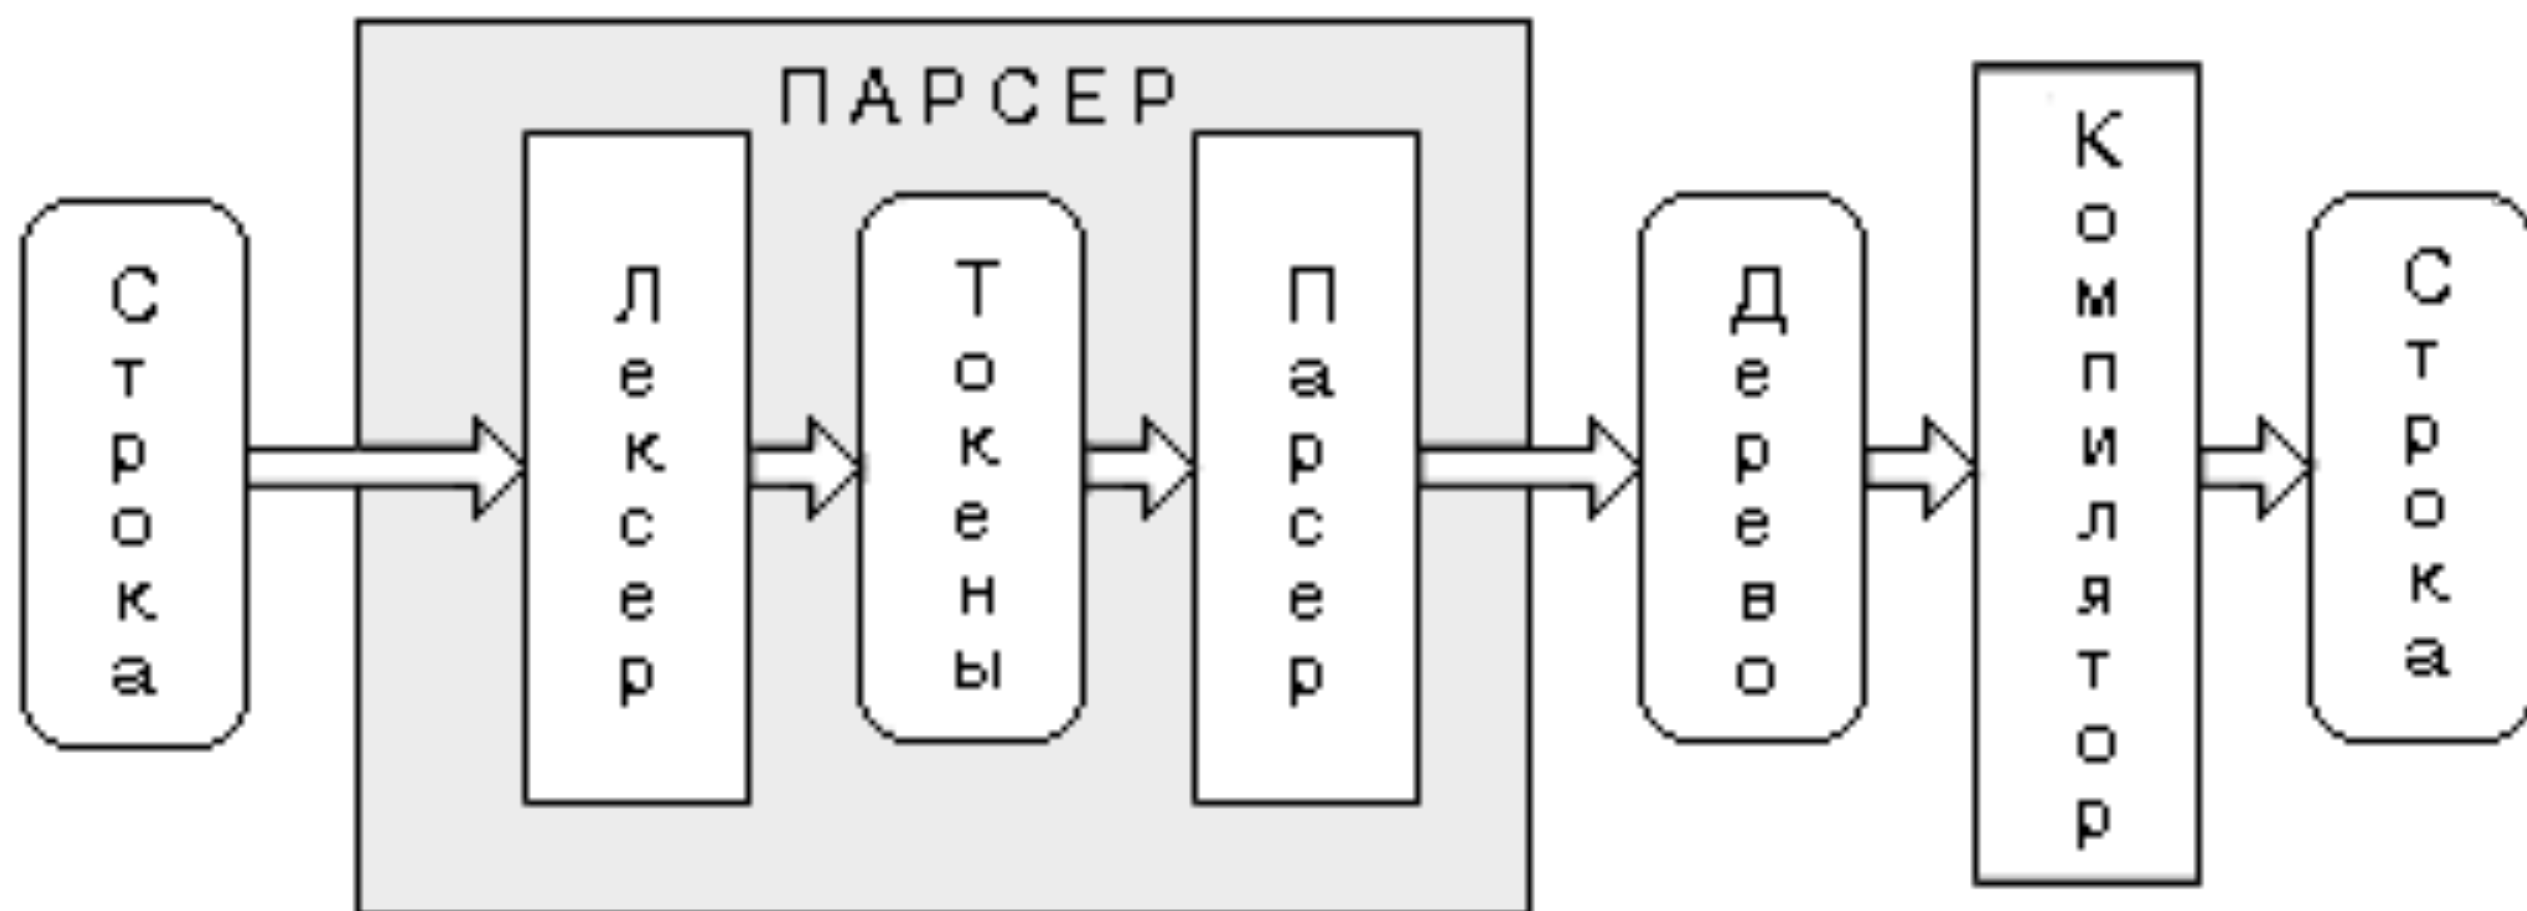 ПАРСЕР
Строка
Лексер
Токены
Парсер
Дерево
Компилятор
Строка